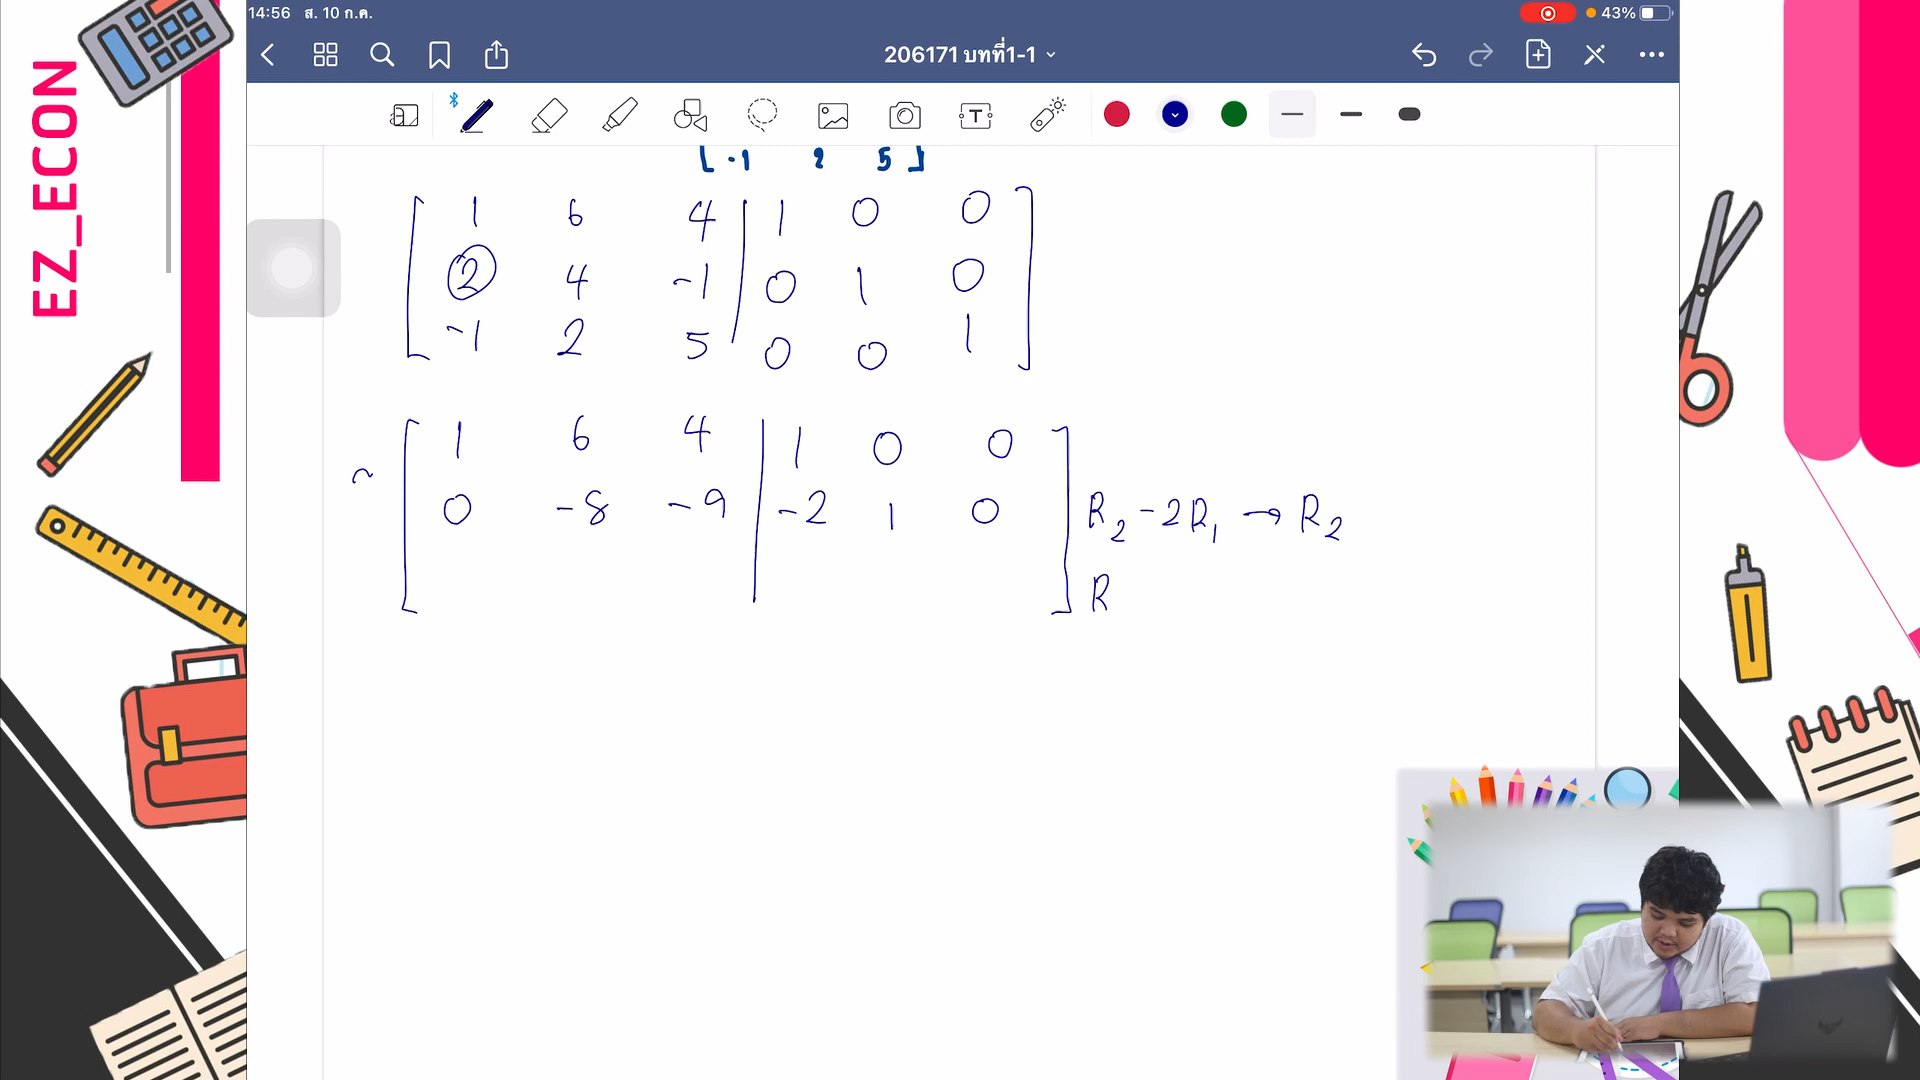 14:56 ส. 10 ก.ค.
43%
206171 บทที่1-1
T
EZ_ECON
[ -1 2 5 ]
[ 1 6 4 | 1 0 0 ]
2 4 -1 | 0 1 0
-1 2 5 | 0 0 1
~ [ 1 6 4 | 1 0 0 ]
0 -8 -9 | -2 1 0 R₂ -2R₁ → R₂
R